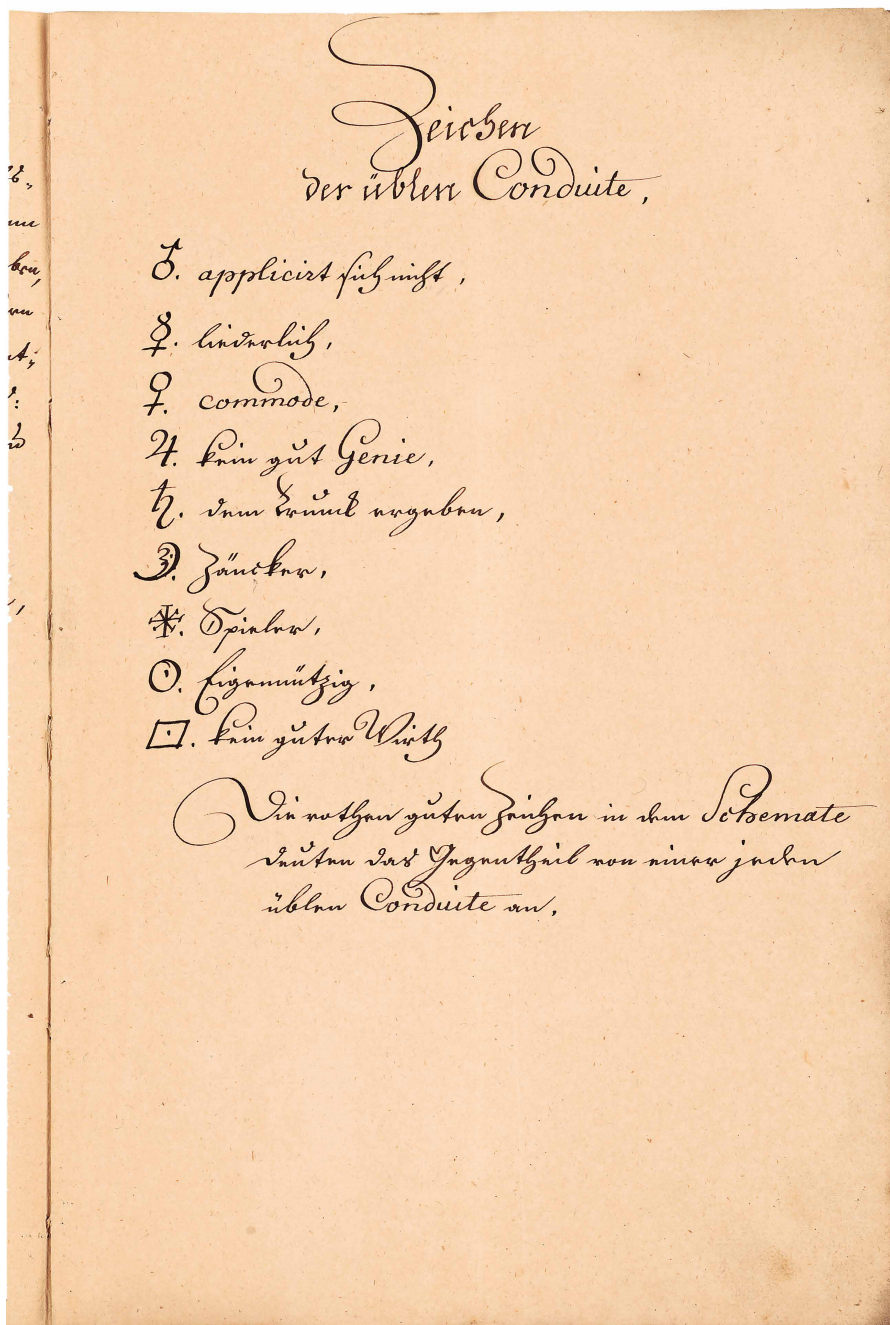 Zeichen
der üblen Conduite,
♂. applicirt sich nicht,
☿. liederlich,
♀. commode,
♃. kein gut Genie,
♄. dem Trunck ergeben,
☽. Zäncker,
✳. Spieler,
☉. Eigennützig,
⊡. kein guter Wirth
Die rothen guten Zeichen in dem Schemate
deuten das Gegentheil von einer jeden
üblen Conduite an.